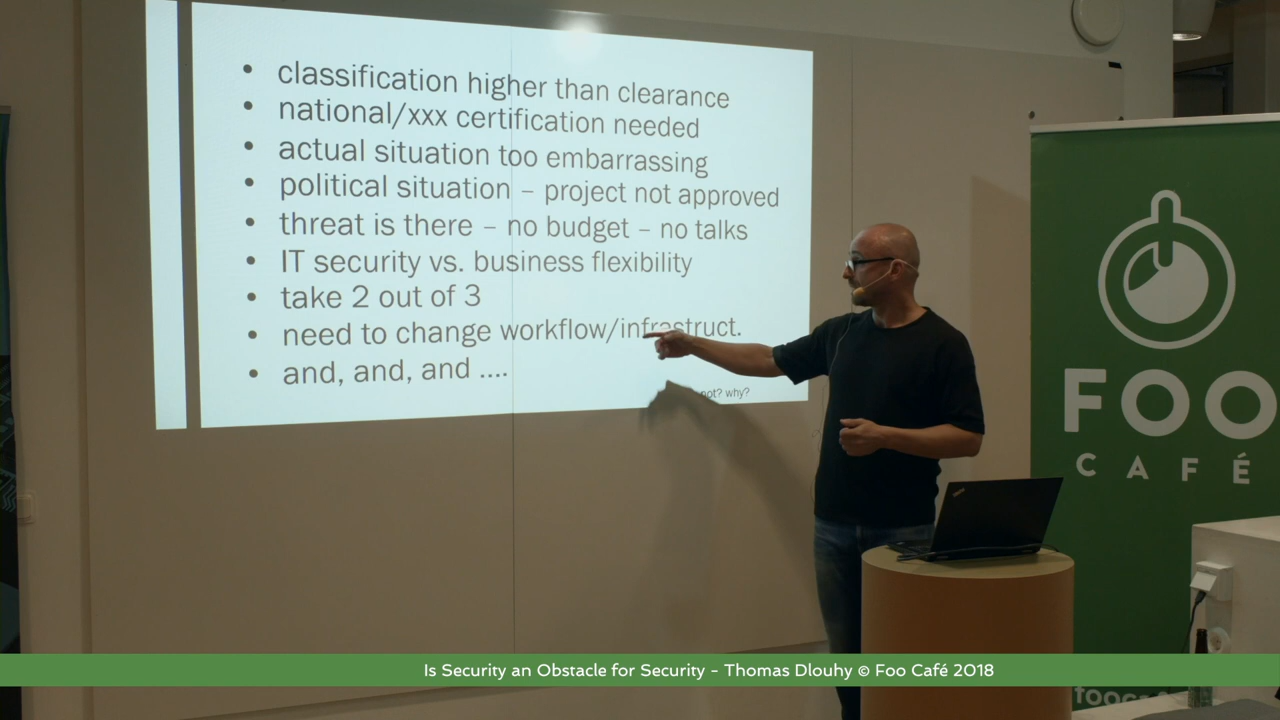 • classification higher than clearance
• national/xxx certification needed
• actual situation too embarrassing
• political situation – project not approved
• threat is there – no budget – no talks
• IT security vs. business flexibility
• take 2 out of 3
• need to change workflow/infrastruct.
• and, and, and ....
not? why?
FOO
CAFÉ
Is Security an Obstacle for Security - Thomas Dlouhy © Foo Café 2018